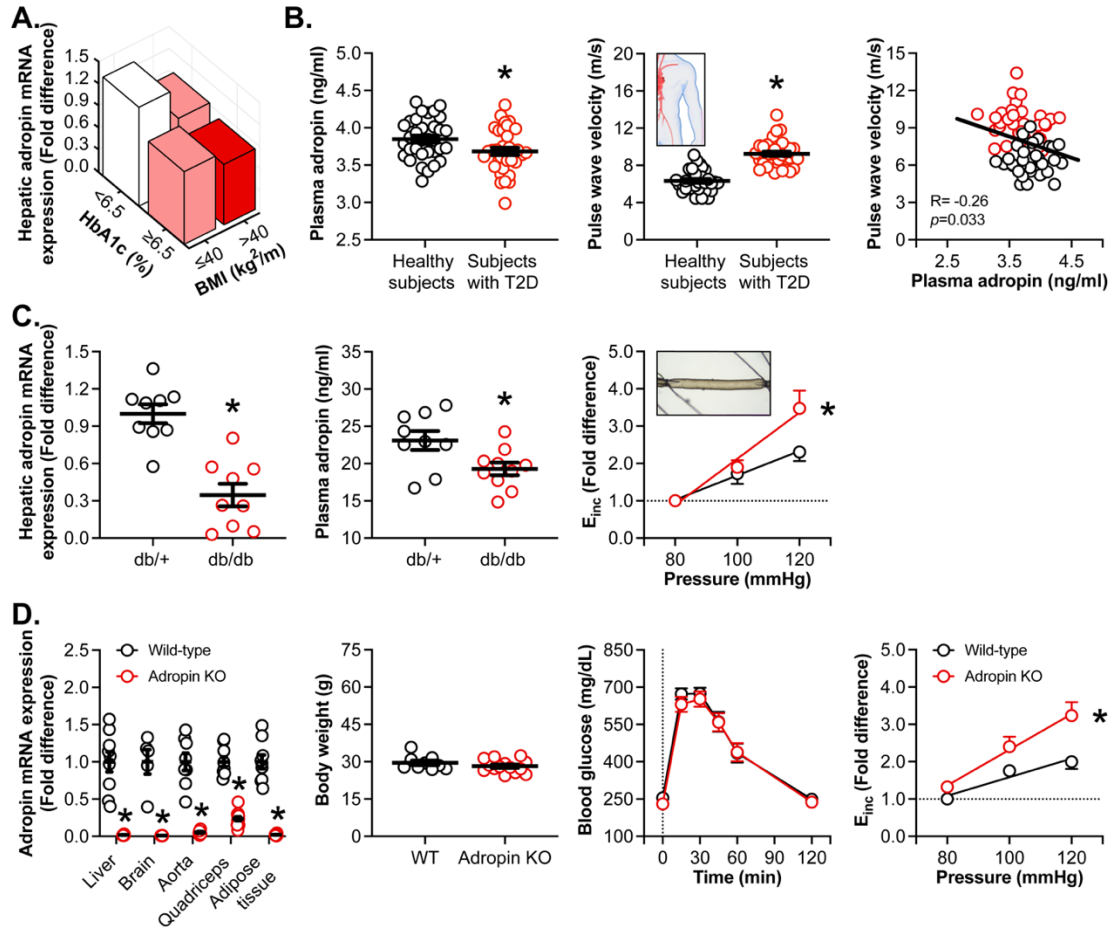 A.
Hepatic adropin mRNA
expression (Fold difference)
1.5
1.2
0.9
0.6
0.3
0.0
<6.5
≥6.5
HbA1c (%)
≤40
>40
BMI (kg²/m)
B.
Plasma adropin (ng/ml)
5.0
4.5
4.0
3.5
3.0
2.5
*
Healthy
subjects
Subjects
with T2D
Pulse wave velocity (m/s)
20
16
12
8
4
0
*
Healthy
subjects
Subjects
with T2D
Pulse wave velocity (m/s)
15
12
9
6
3
0
R= -0.26
p=0.033
2.5 3.5 4.5
Plasma adropin (ng/ml)
C.
Hepatic adropin mRNA
expression (Fold difference)
1.5
1.2
0.9
0.6
0.3
0.0
*
db/+ db/db
Plasma adropin (ng/ml)
35
30
25
20
15
10
*
db/+ db/db
Einc (Fold difference)
5.0
4.0
3.0
2.0
1.0
0.0
*
80 100 120
Pressure (mmHg)
D.
Adropin mRNA expression
(Fold difference)
2.5
2.0
1.5
1.0
0.5
0.0
Wild-type
Adropin KO
* * * * *
Liver
Brain
Aorta
Quadriceps
Adipose
tissue
Body weight (g)
75
60
45
30
15
0
WT Adropin KO
Blood glucose (mg/dL)
850
700
550
400
250
100
0 30 60 90 120
Time (min)
Einc (Fold difference)
5.0
4.0
3.0
2.0
1.0
0.0
Wild-type
Adropin KO
*
80 100 120
Pressure (mmHg)